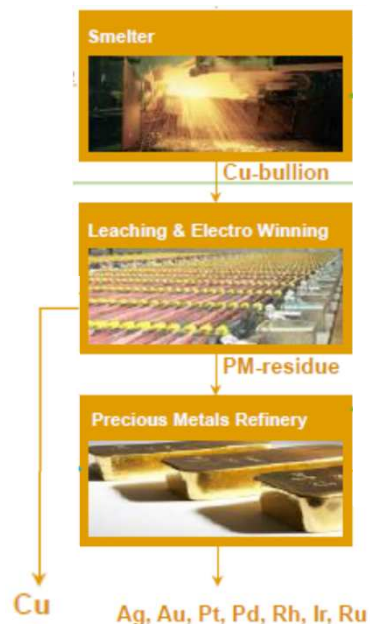 Smelter
Cu-bullion
Leaching & Electro Winning
PM-residue
Precious Metals Refinery
Cu
Ag, Au, Pt, Pd, Rh, Ir, Ru